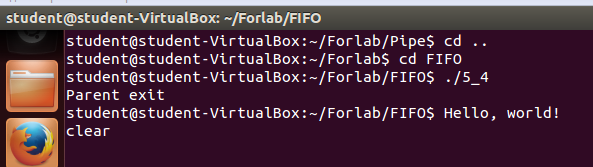 student@student-VirtualBox: ~/Forlab/FIFO
student@student-VirtualBox:~/Forlab/Pipe$ cd ..
student@student-VirtualBox:~/Forlab$ cd FIFO
student@student-VirtualBox:~/Forlab/FIFO$ ./5_4
Parent exit
student@student-VirtualBox:~/Forlab/FIFO$ Hello, world!
clear